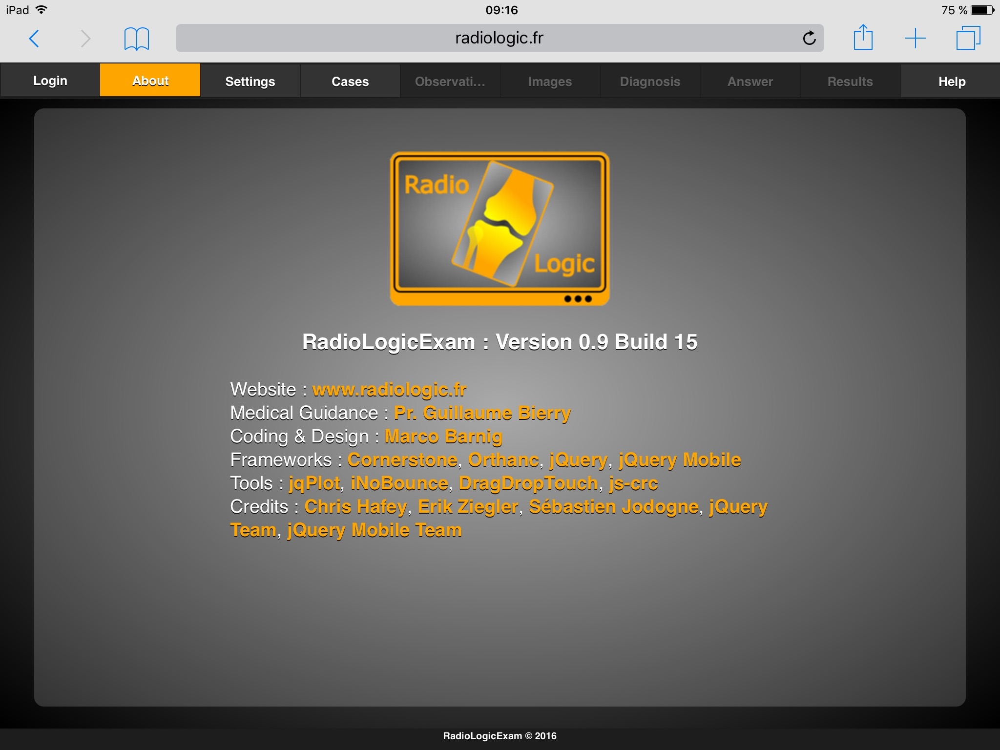 iPad 09:16 75 %
radiologic.fr
Login About Settings Cases Observati... Images Diagnosis Answer Results Help
Radio
Logic
RadioLogicExam : Version 0.9 Build 15
Website : www.radiologic.fr
Medical Guidance : Pr. Guillaume Bierry
Coding & Design : Marco Barnig
Frameworks : Cornerstone, Orthanc, jQuery, jQuery Mobile
Tools : jqPlot, iNoBounce, DragDropTouch, js-crc
Credits : Chris Hafey, Erik Ziegler, Sébastien Jodogne, jQuery
Team, jQuery Mobile Team
RadioLogicExam © 2016